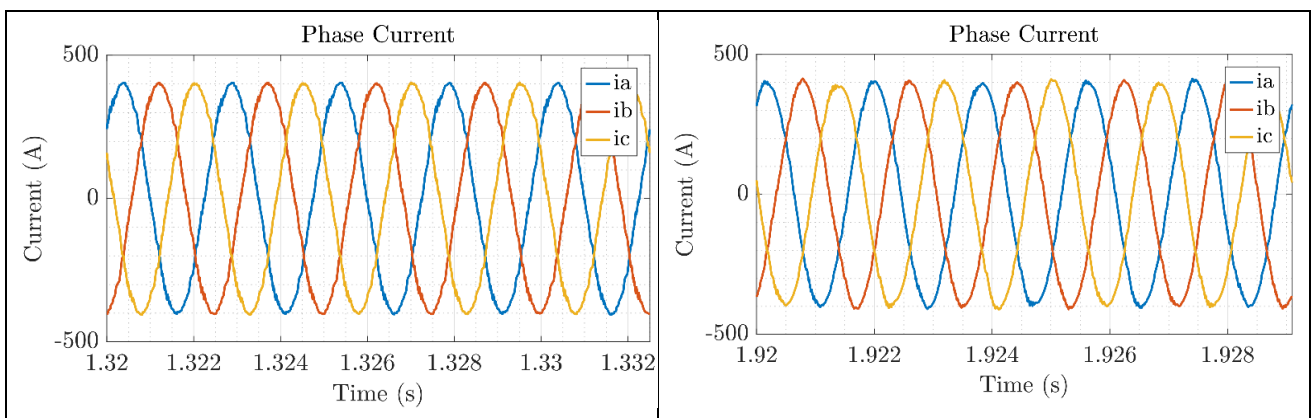 Phase Current
500
0
-500
Current (A)
ia
ib
ic
1.32 1.322 1.324 1.326 1.328 1.33 1.332
Time (s)
Phase Current
500
0
-500
Current (A)
ia
ib
ic
1.92 1.922 1.924 1.926 1.928
Time (s)